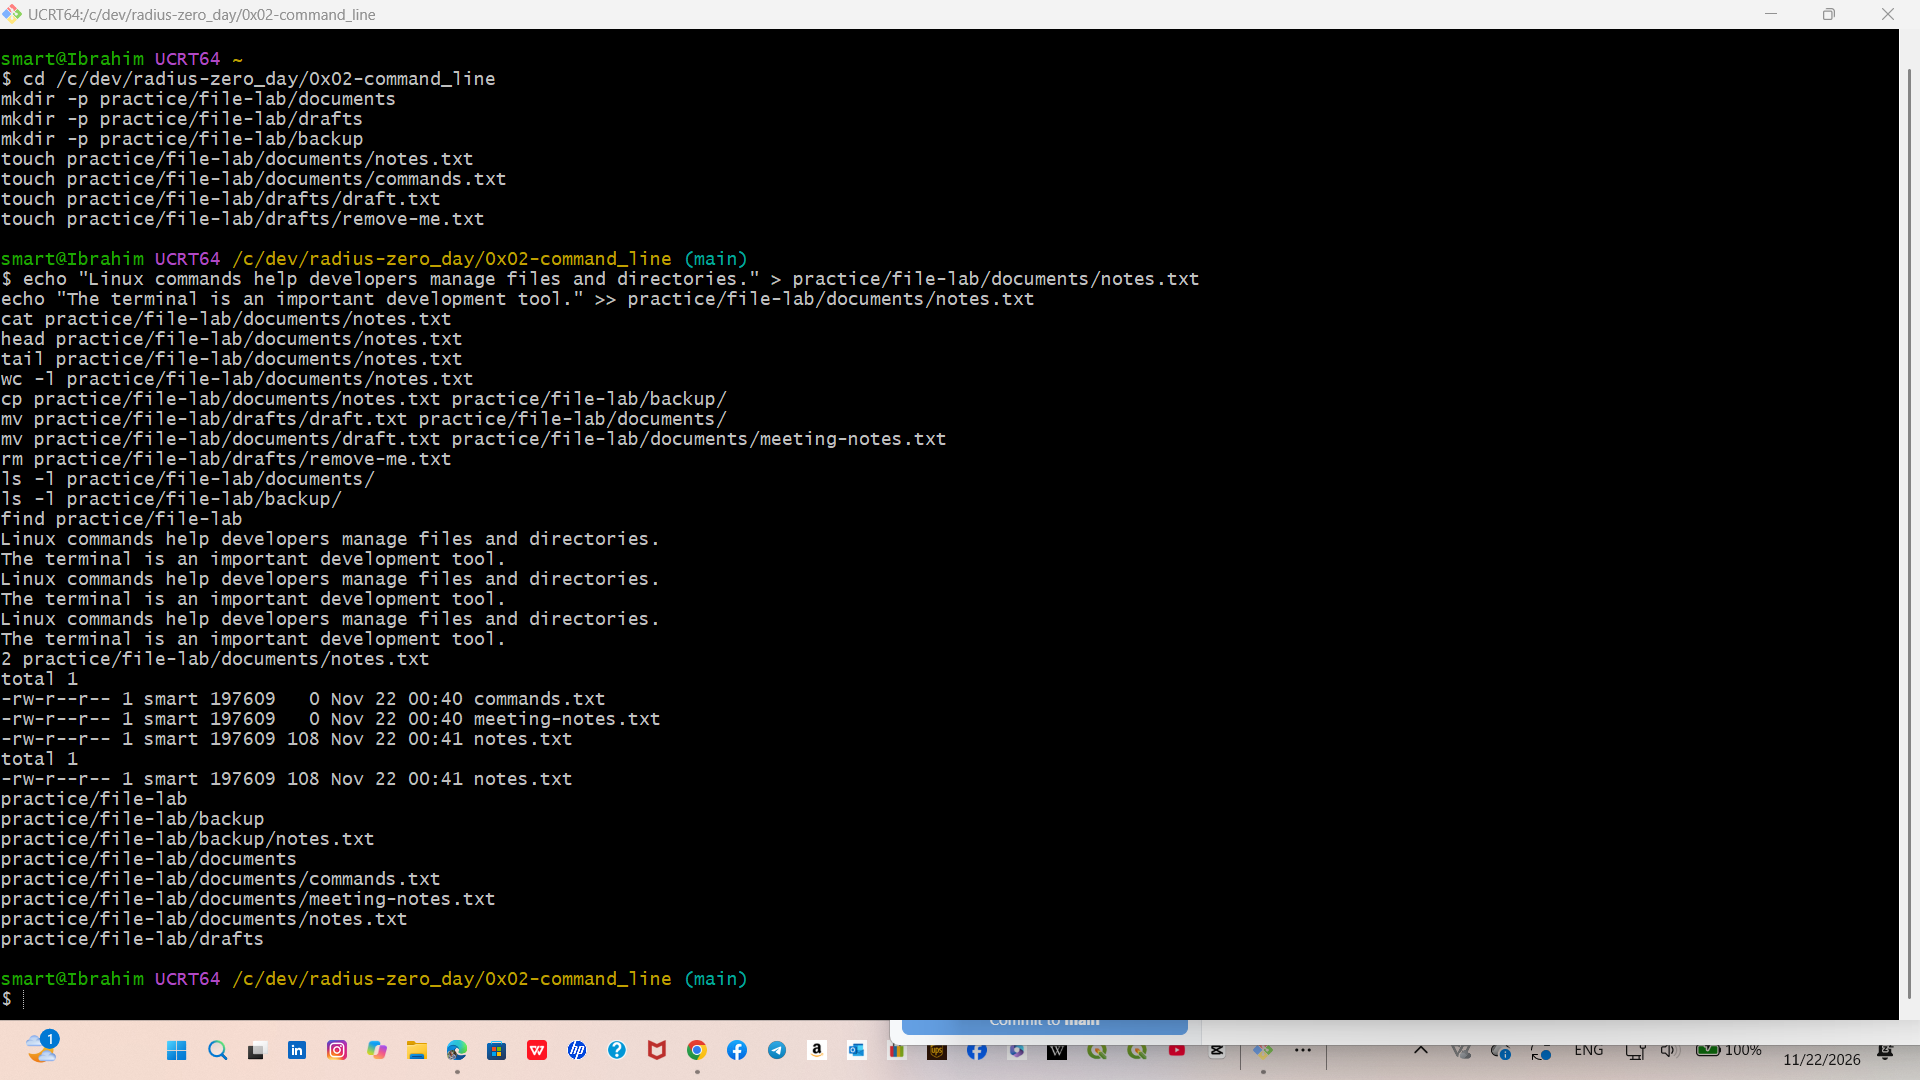 UCRT64:/c/dev/radius-zero_day/0x02-command_line
smart@Ibrahim UCRT64 ~
$ cd /c/dev/radius-zero_day/0x02-command_line
mkdir -p practice/file-lab/documents
mkdir -p practice/file-lab/drafts
mkdir -p practice/file-lab/backup
touch practice/file-lab/documents/notes.txt
touch practice/file-lab/documents/commands.txt
touch practice/file-lab/drafts/draft.txt
touch practice/file-lab/drafts/remove-me.txt
smart@Ibrahim UCRT64 /c/dev/radius-zero_day/0x02-command_line (main)
$ echo "Linux commands help developers manage files and directories." > practice/file-lab/documents/notes.txt
echo "The terminal is an important development tool." >> practice/file-lab/documents/notes.txt
cat practice/file-lab/documents/notes.txt
head practice/file-lab/documents/notes.txt
tail practice/file-lab/documents/notes.txt
wc -l practice/file-lab/documents/notes.txt
cp practice/file-lab/documents/notes.txt practice/file-lab/backup/
mv practice/file-lab/drafts/draft.txt practice/file-lab/documents/
mv practice/file-lab/documents/draft.txt practice/file-lab/documents/meeting-notes.txt
rm practice/file-lab/drafts/remove-me.txt
ls -l practice/file-lab/documents/
ls -l practice/file-lab/backup/
find practice/file-lab
Linux commands help developers manage files and directories.
The terminal is an important development tool.
Linux commands help developers manage files and directories.
The terminal is an important development tool.
Linux commands help developers manage files and directories.
The terminal is an important development tool.
2 practice/file-lab/documents/notes.txt
total 1
-rw-r--r-- 1 smart 197609   0 Nov 22 00:40 commands.txt
-rw-r--r-- 1 smart 197609   0 Nov 22 00:40 meeting-notes.txt
-rw-r--r-- 1 smart 197609 108 Nov 22 00:41 notes.txt
total 1
-rw-r--r-- 1 smart 197609 108 Nov 22 00:41 notes.txt
practice/file-lab
practice/file-lab/backup
practice/file-lab/backup/notes.txt
practice/file-lab/documents
practice/file-lab/documents/commands.txt
practice/file-lab/documents/meeting-notes.txt
practice/file-lab/documents/notes.txt
practice/file-lab/drafts
smart@Ibrahim UCRT64 /c/dev/radius-zero_day/0x02-command_line (main)
$
Commit to main
1
ENG
100%
11/22/2026